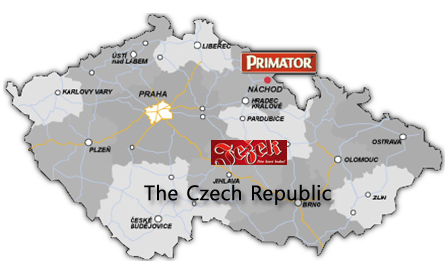 LIBEREC
ÚSTÍ
nad LABEM
PRIMATOR
KARLOVY VARY
PRAHA
NÁCHOD
HRADEC
KRÁLOVÉ
PARDUBICE
PLZEŇ
Ježek
OSTRAVA
OLOMOUC
JIHLAVA
The Czech Republic
ZLÍN
BRNO
ČESKÉ
BUDĚJOVICE